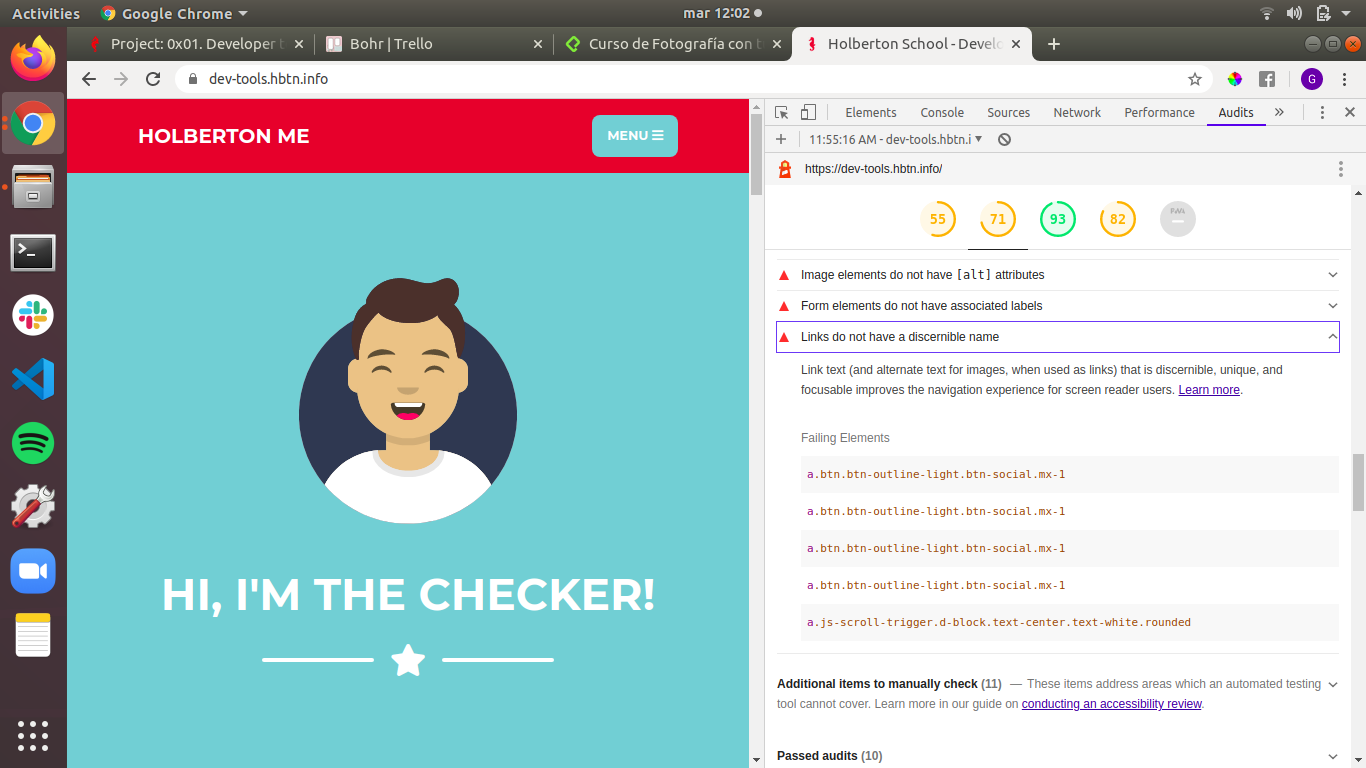 Activities
Google Chrome
mar 12:02
Project: 0x01. Developer t
Bohr | Trello
Curso de Fotografía con t
Holberton School - Develo
dev-tools.hbtn.info
G
HOLBERTON ME
MENU
HI, I'M THE CHECKER!
Elements
Console
Sources
Network
Performance
Audits
11:55:16 AM - dev-tools.hbtn.i
https://dev-tools.hbtn.info/
55
71
93
82
PWA
Image elements do not have [alt] attributes
Form elements do not have associated labels
Links do not have a discernible name
Link text (and alternate text for images, when used as links) that is discernible, unique, and
focusable improves the navigation experience for screen reader users. Learn more.
Failing Elements
a.btn.btn-outline-light.btn-social.mx-1
a.btn.btn-outline-light.btn-social.mx-1
a.btn.btn-outline-light.btn-social.mx-1
a.btn.btn-outline-light.btn-social.mx-1
a.js-scroll-trigger.d-block.text-center.text-white.rounded
Additional items to manually check (11) — These items address areas which an automated testing
tool cannot cover. Learn more in our guide on conducting an accessibility review.
Passed audits (10)